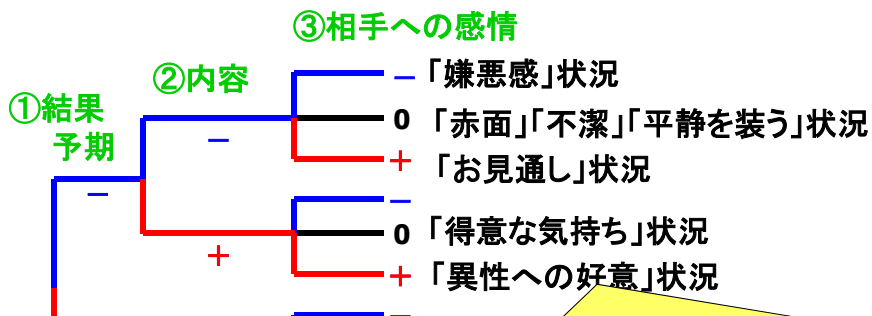 ③相手への感情
②内容
①結果
予期
－「嫌悪感」状況
0「赤面」「不潔」「平静を装う」状況
－
＋「お見通し」状況
－
－
0「得意な気持ち」状況
＋
＋「異性への好意」状況
－